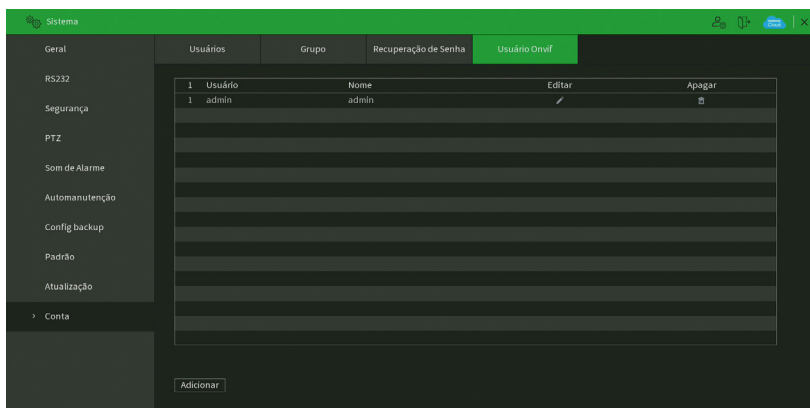 Sistema
Cloud
Geral
RS232
Segurança
PTZ
Som de Alarme
Automanutenção
Config backup
Padrão
Atualização
> Conta
Usuários Grupo Recuperação de Senha Usuário Onvif
1 Usuário Nome Editar Apagar
1 admin admin
Adicionar